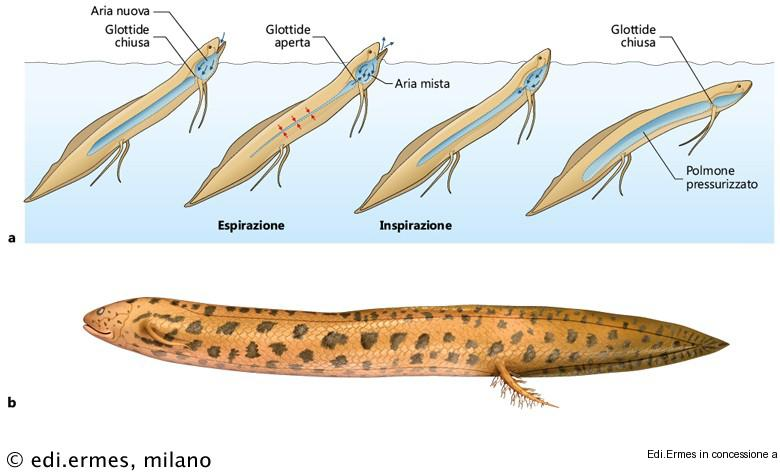 Aria nuova
Glottide
chiusa
Glottide
aperta
Aria mista
Glottide
chiusa
Polmone
pressurizzato
Espirazione
Inspirazione
a
b
© edi.ermes, milano
Edi.Ermes in concessione a